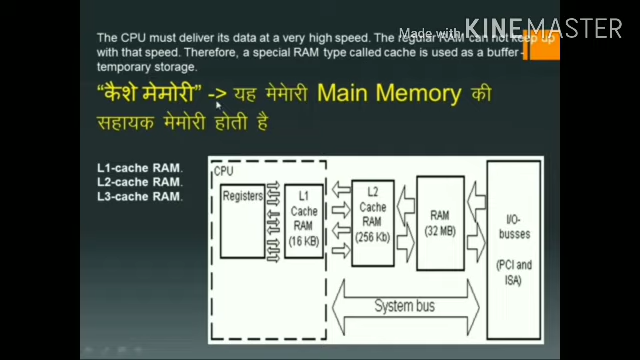 The CPU must deliver its data at a very high speed. The regular RAM can not keep up
with that speed. Therefore, a special RAM type called cache is used as a buffer -
temporary storage.
Made with KINEMASTER
“कैशे मेमोरी” -> यह मेमेारी Main Memory की
सहायक मेमोरी होती है
L1-cache RAM.
L2-cache RAM.
L3-cache RAM.
CPU
Registers
L1
Cache
RAM
(16 KB)
L2
Cache
RAM
(256 Kb)
RAM
(32 MB)
I/O-
busses
(PCI and
ISA)
System bus